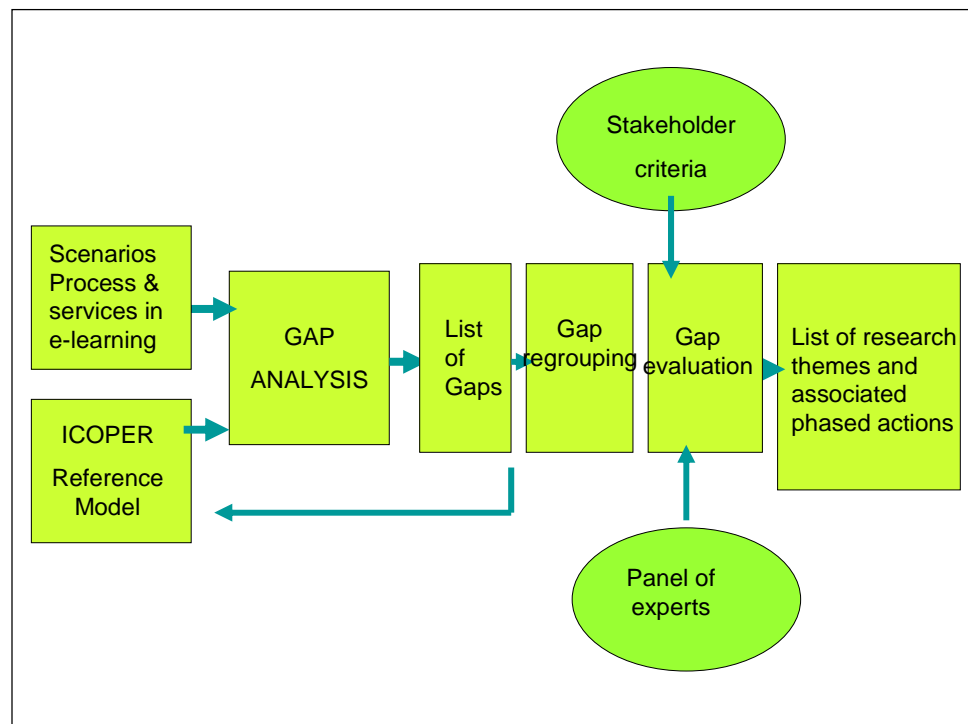 Stakeholder
criteria
Scenarios
Process &
services in
e-learning
ICOPER
Reference
Model
GAP
ANALYSIS
List
of
Gaps
Gap
regrouping
Gap
evaluation
List of research
themes and
associated
phased actions
Panel of
experts